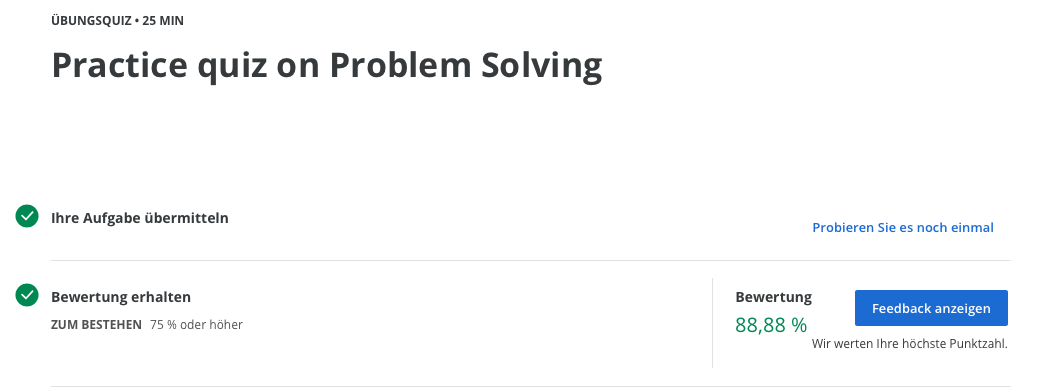 ÜBUNGSQUIZ • 25 MIN
Practice quiz on Problem Solving
Ihre Aufgabe übermitteln
Probieren Sie es noch einmal
Bewertung erhalten
ZUM BESTEHEN 75 % oder höher
Bewertung
88,88 %
Feedback anzeigen
Wir werten Ihre höchste Punktzahl.